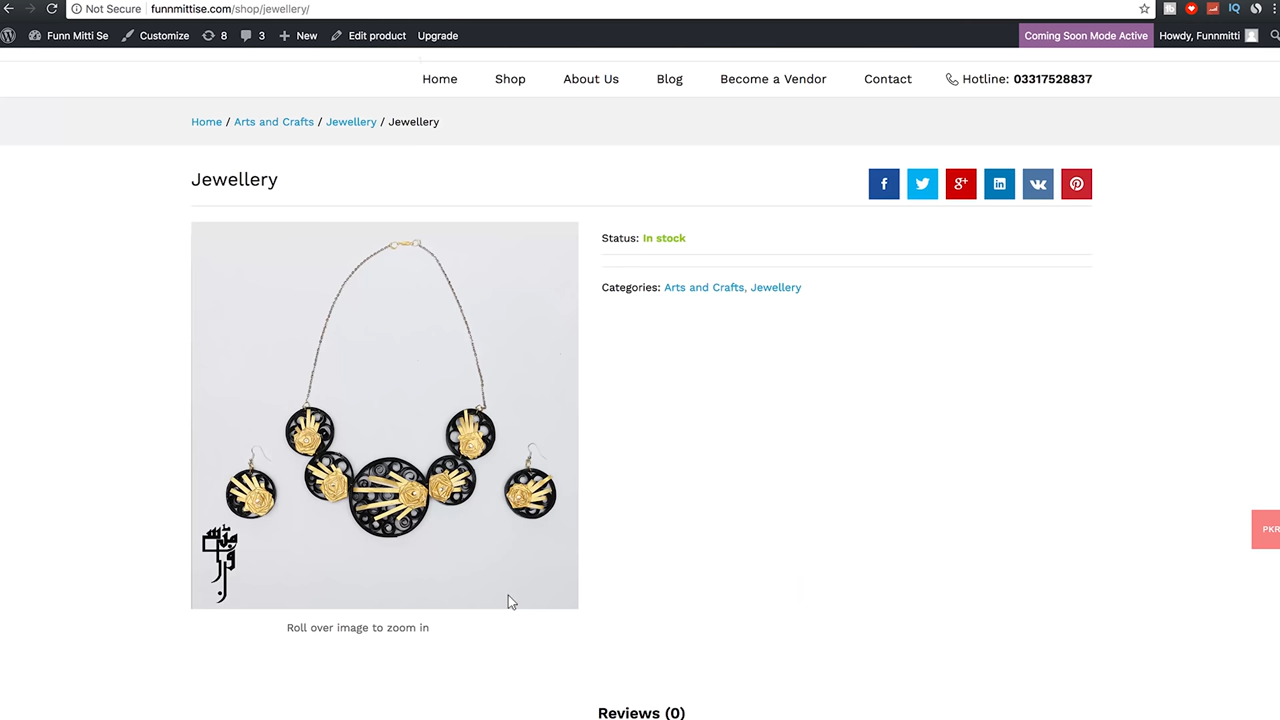 Not Secure funnmittise.com/shop/jewellery/
Funn Mitti Se Customize 8 3 New Edit product Upgrade Coming Soon Mode Active Howdy, Funnmitti
Home Shop About Us Blog Become a Vendor Contact Hotline: 03317528837
Home / Arts and Crafts / Jewellery / Jewellery
Jewellery
Status: In stock
Categories: Arts and Crafts, Jewellery
PKR
Roll over image to zoom in
Reviews (0)